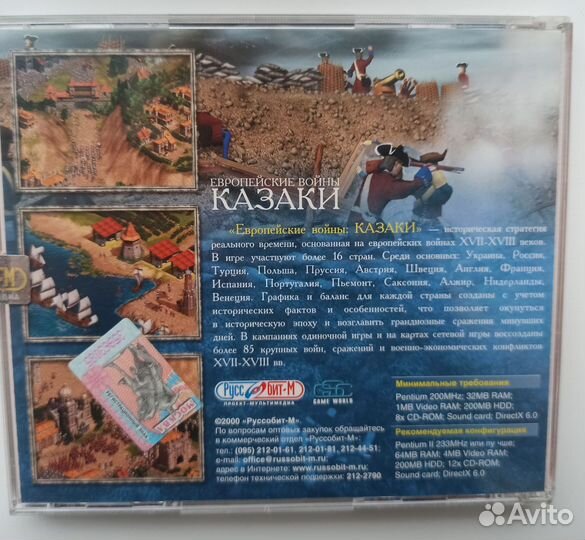 ЕВРОПЕЙСКИЕ ВОЙНЫ
КАЗАКИ
«Европейские войны: КАЗАКИ» — историческая стратегия
реального времени, основанная на европейских войнах XVII-XVIII веков.
В игре участвуют более 16 стран. Среди основных: Украина, Россия,
Турция, Польша, Пруссия, Австрия, Швеция, Англия, Франция,
Испания, Португалия, Пьемонт, Саксония, Алжир, Нидерланды,
Венеция. Графика и баланс для каждой страны созданы с учетом
исторических фактов и особенностей, что позволяет окунуться
в историческую эпоху и возглавить грандиозные сражения минувших
дней. В кампаниях одиночной игры и на картах сетевой игры воссозданы
более 85 крупных войн, сражений и военно-экономических конфликтов
XVII-XVIII вв.
Руссобит-М
ПРОЕКТ-МУЛЬТИМЕДИА
GSC
GAME WORLD
©2000 «Руссобит-М».
По вопросам оптовых закупок обращайтесь
в коммерческий отдел «Руссобит-М»:
тел.: (095) 212-01-61, 212-01-81, 212-44-51;
e-mail: office@russobit-m.ru;
адрес в Интернете: www.russobit-m.ru;
телефон технической поддержки: 212-2790
Минимальные требования
Pentium 200MHz; 32MB RAM;
1MB Video RAM; 200MB HDD;
8x CD-ROM; Sound card; DirectX 6.0
Рекомендуемая конфигурация
Pentium II 233MHz или лучше;
64MB RAM; 4MB Video RAM;
200MB HDD; 12x CD-ROM;
Sound card; DirectX 6.0
Avito